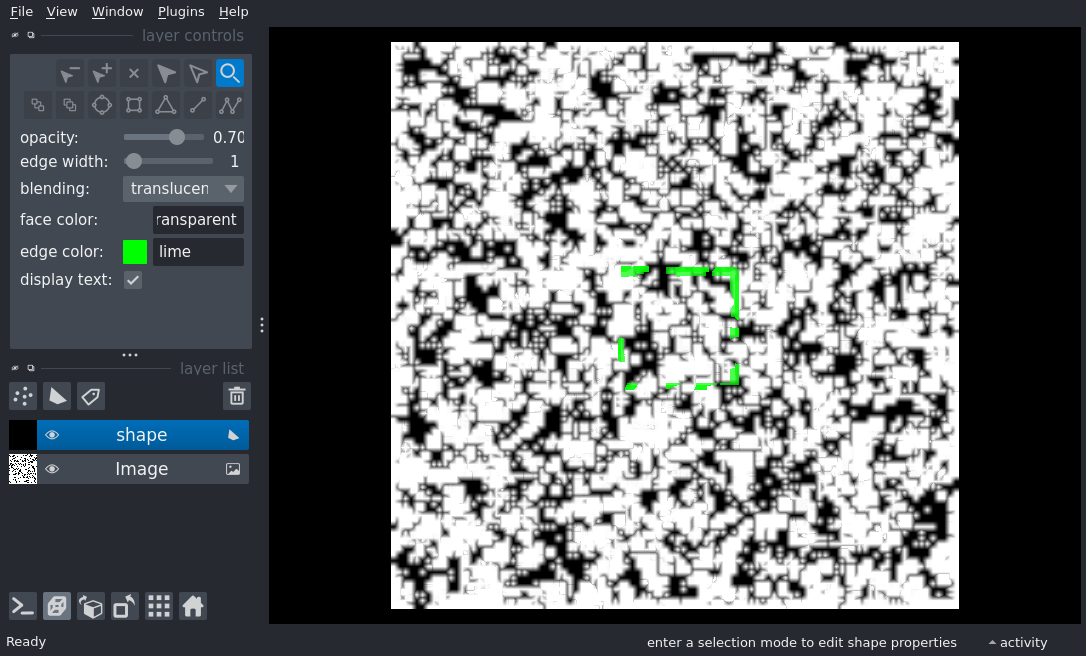 File View Window Plugins Help
layer controls
opacity: 0.70
edge width: 1
blending: translucen
face color: ransparent
edge color: lime
display text:
layer list
shape
Image
Ready enter a selection mode to edit shape properties activity